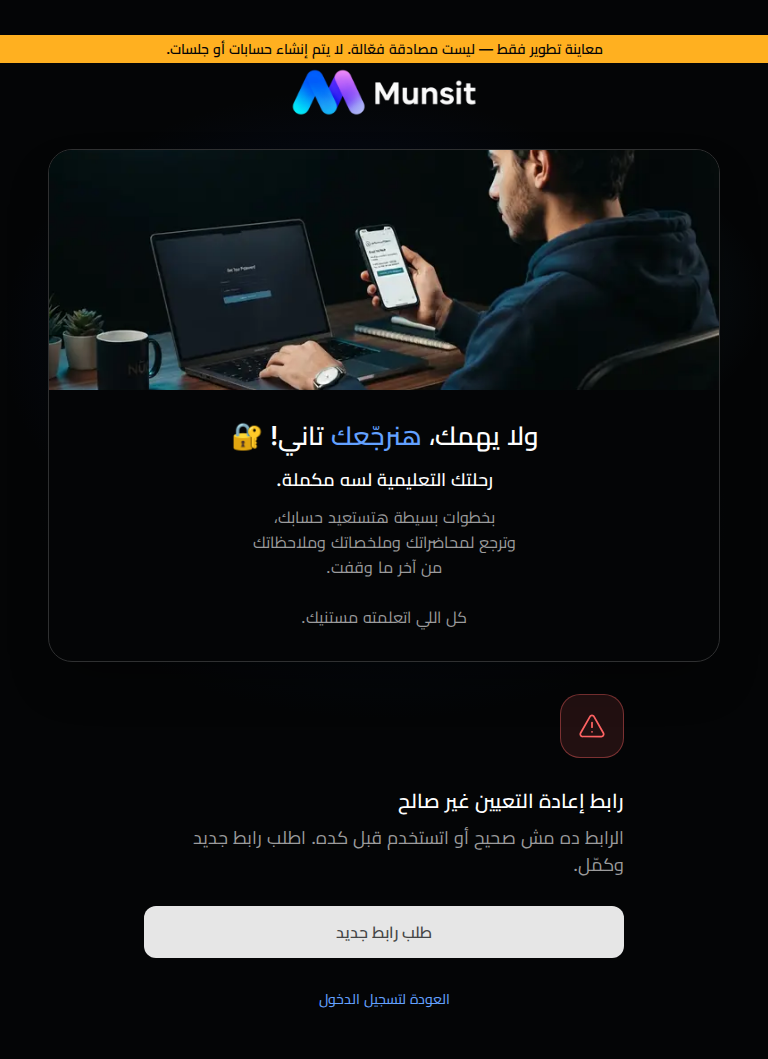 معاينة تطوير فقط — ليست مصادقة فعّالة. لا يتم إنشاء حسابات أو جلسات.
Munsit
ولا يهمك، هنرجّعك تاني! 🔐
رحلتك التعليمية لسه مكملة.
بخطوات بسيطة هتستعيد حسابك،
وترجع لمحاضراتك وملخصاتك وملاحظاتك
من آخر ما وقفت.
كل اللي اتعلمته مستنيك.
رابط إعادة التعيين غير صالح
الرابط ده مش صحيح أو اتستخدم قبل كده. اطلب رابط جديد
وكمّل.
طلب رابط جديد
العودة لتسجيل الدخول